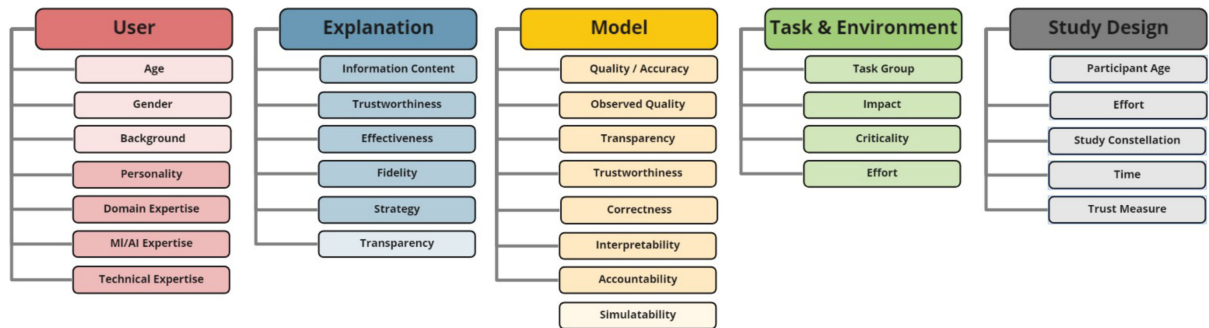 User
Age
Gender
Background
Personality
Domain Expertise
Ml/AI Expertise
Technical Expertise
Explanation
Information Content
Trustworthiness
Effectiveness
Fidelity
Strategy
Transparency
Model
Quality / Accuracy
Observed Quality
Transparency
Trustworthiness
Correctness
Interpretability
Accountability
Simulatability
Task & Environment
Task Group
Impact
Criticality
Effort
Study Design
Participant Age
Effort
Study Constellation
Time
Trust Measure